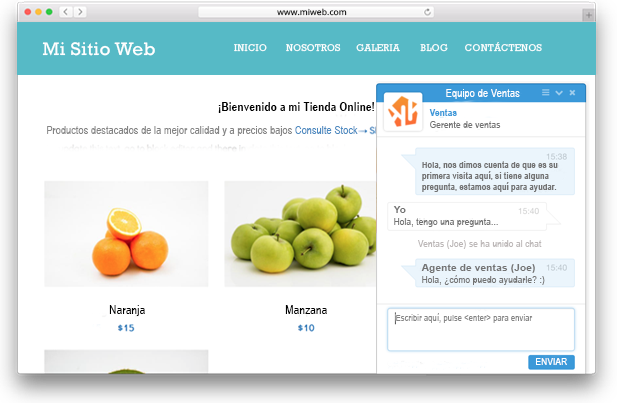 www.miweb.com
Mi Sitio Web
INICIO NOSOTROS GALERIA BLOG CONTÁCTENOS
¡Bienvenido a mi Tienda Online!
Productos destacados de la mejor calidad y a precios bajos Consulte Stock→
Naranja
$15
Manzana
$10
Equipo de Ventas
Ventas
Gerente de ventas
15:38
Hola, nos dimos cuenta de que es su
primera visita aquí, si tiene alguna
pregunta, estamos aquí para ayudar.
Yo 15:40
Hola, tengo una pregunta...
Ventas (Joe) se ha unido al chat
Agente de ventas (Joe) 15:40
Hola, ¿cómo puedo ayudarle? :)
Escribir aquí, pulse <enter> para enviar
ENVIAR